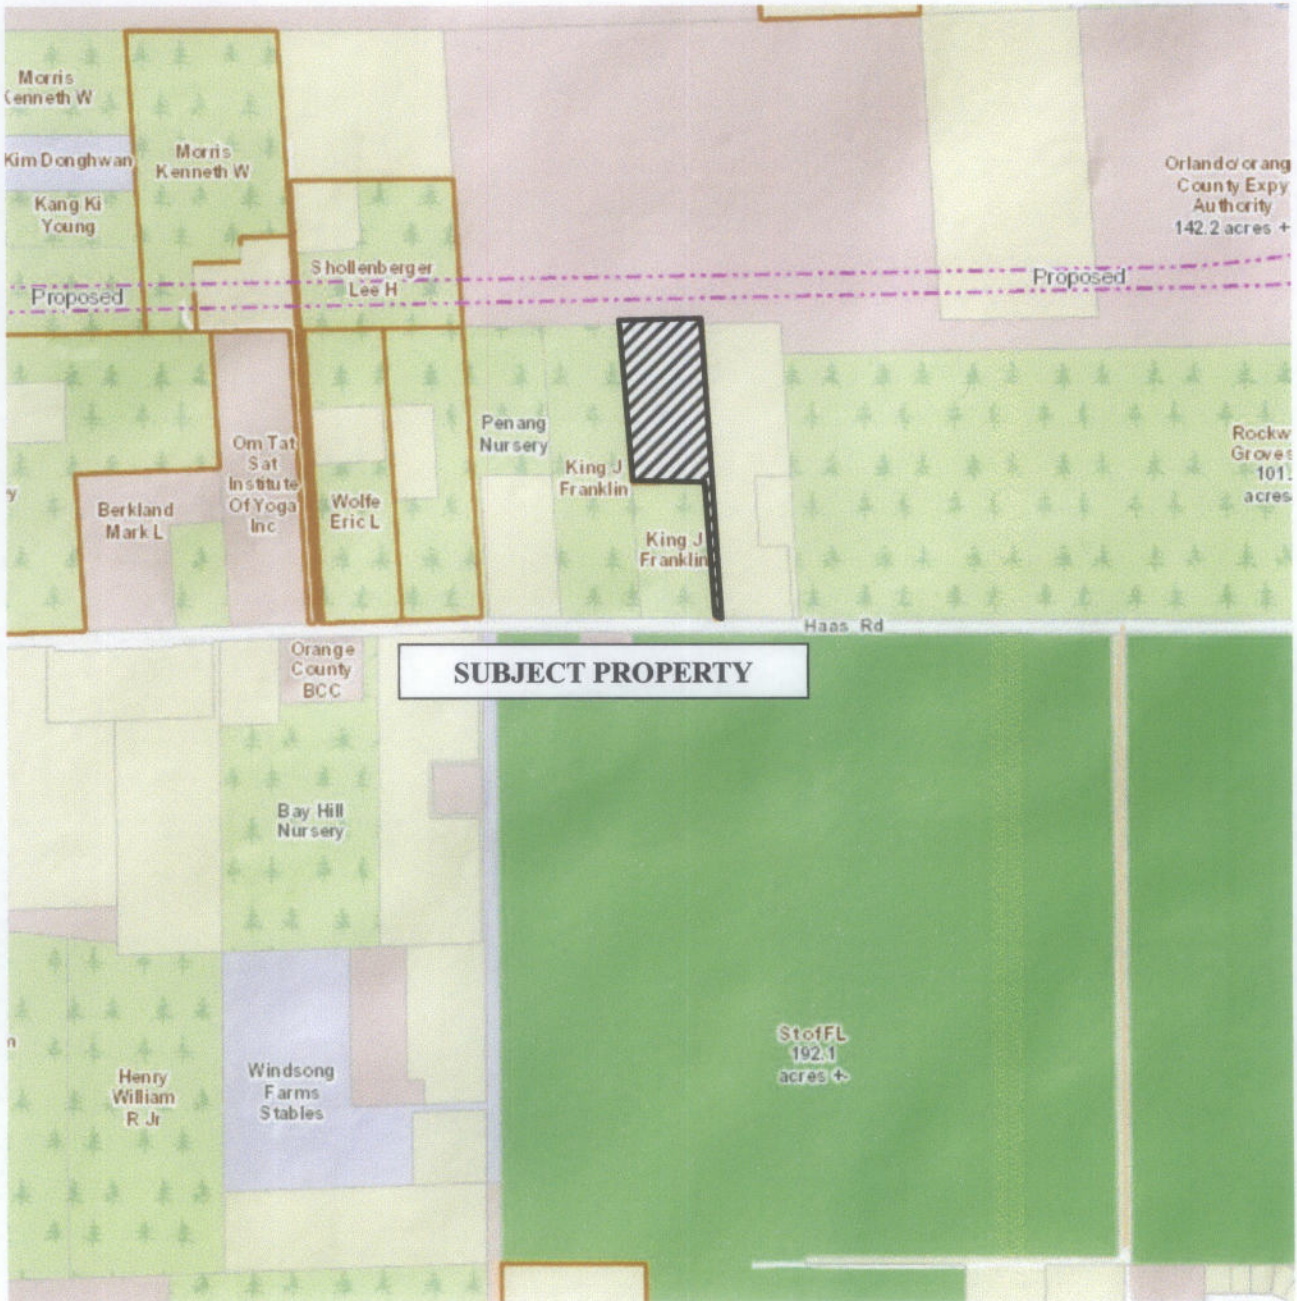 Morris
Kenneth W
Kim Donghwan
Kang Ki
Young
Morris
Kenneth W
Orlando/orang
County Expy
Authority
142.2 acres +
Shollenberger
Lee H
Proposed
Proposed
Penang
Nursery
King J
Franklin
King J
Franklin
Om Tat
Sat
Institute
Of Yoga
Inc
Wolfe
Eric L
Berkland
Mark L
y
Rockw
Groves
101.
acres
Haas Rd
SUBJECT PROPERTY
Orange
County
BCC
Bay Hill
Nursery
Windsong
Farms
Stables
Henry
William
R Jr
n
St of FL
192.1
acres +-